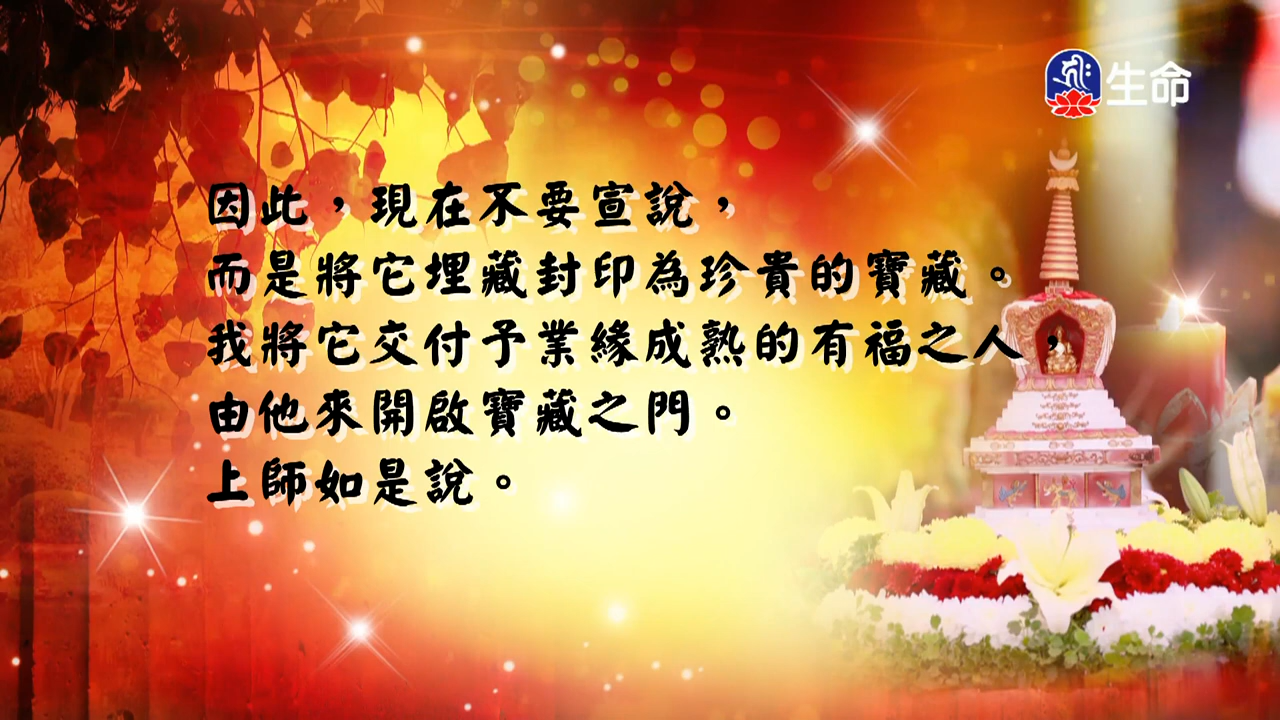 生命
因此，現在不要宣說，
而是將它埋藏封印為珍貴的寶藏。
我將它交付予業緣成熟的有福之人，
由他來開啟寶藏之門。
上師如是說。